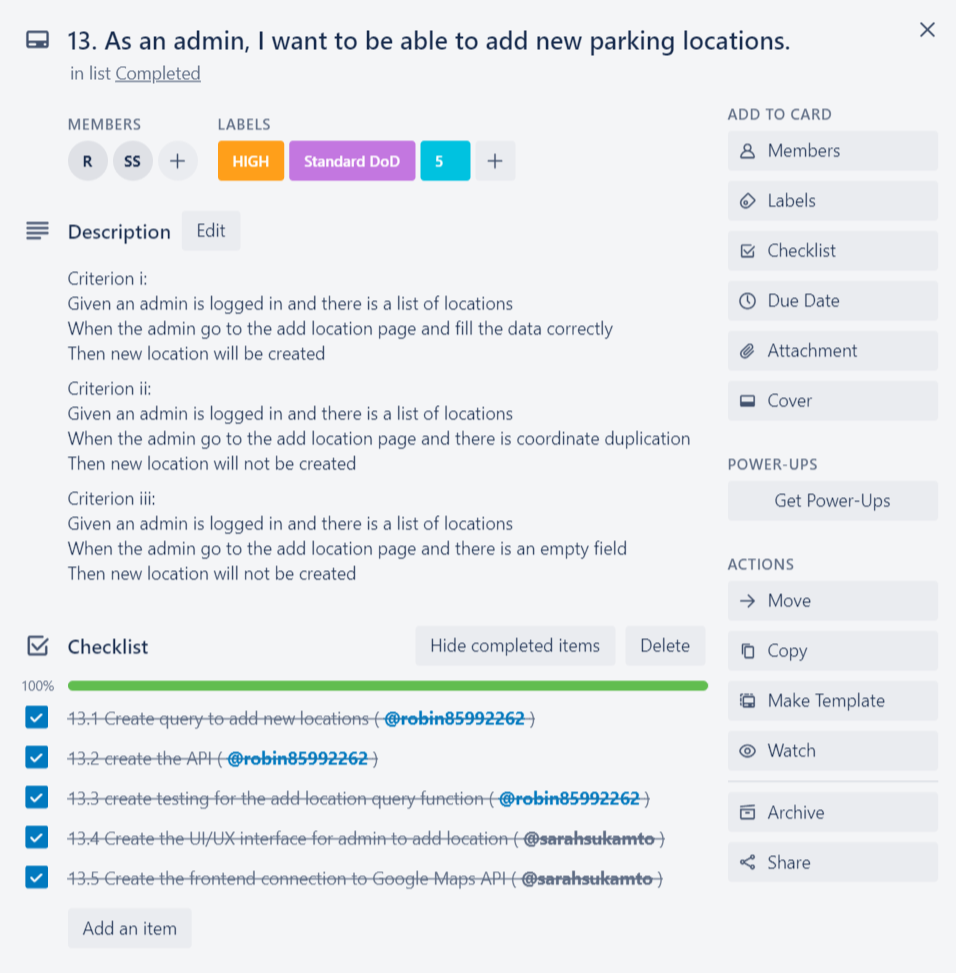 13. As an admin, I want to be able to add new parking locations.
in list Completed
MEMBERS
R SS +
LABELS
HIGH Standard DoD 5 +
Description Edit
Criterion i:
Given an admin is logged in and there is a list of locations
When the admin go to the add location page and fill the data correctly
Then new location will be created
Criterion ii:
Given an admin is logged in and there is a list of locations
When the admin go to the add location page and there is coordinate duplication
Then new location will not be created
Criterion iii:
Given an admin is logged in and there is a list of locations
When the admin go to the add location page and there is an empty field
Then new location will not be created
Checklist Hide completed items Delete
100%
13.1 Create query to add new locations ( @robin85992262 )
13.2 create the API ( @robin85992262 )
13.3 create testing for the add location query function ( @robin85992262 )
13.4 Create the UI/UX interface for admin to add location ( @sarahsukamto )
13.5 Create the frontend connection to Google Maps API ( @sarahsukamto )
Add an item
ADD TO CARD
Members
Labels
Checklist
Due Date
Attachment
Cover
POWER-UPS
Get Power-Ups
ACTIONS
Move
Copy
Make Template
Watch
Archive
Share